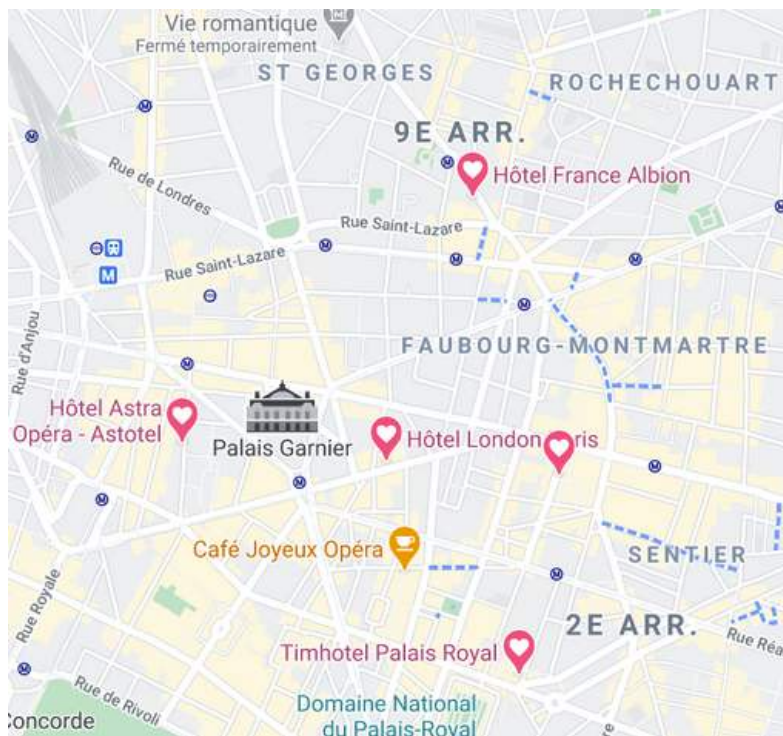 Vie romantique
Fermé temporairement
ST GEORGES
ROCHECHOUART
9E ARR.
Hôtel France Albion
Rue de Londres
Rue Saint-Lazare
Rue Saint-Lazare
M
Rue d'Anjou
FAUBOURG-MONTMARTRE
Hôtel Astra
Opéra - Astotel
Palais Garnier
Hôtel London
Café Joyeux Opéra
SENTIER
Rue Royale
2E ARR.
Rue Réa
Timhôtel Palais Royal
Rue de Rivoli
Domaine National
du Palais-Royal
Concorde